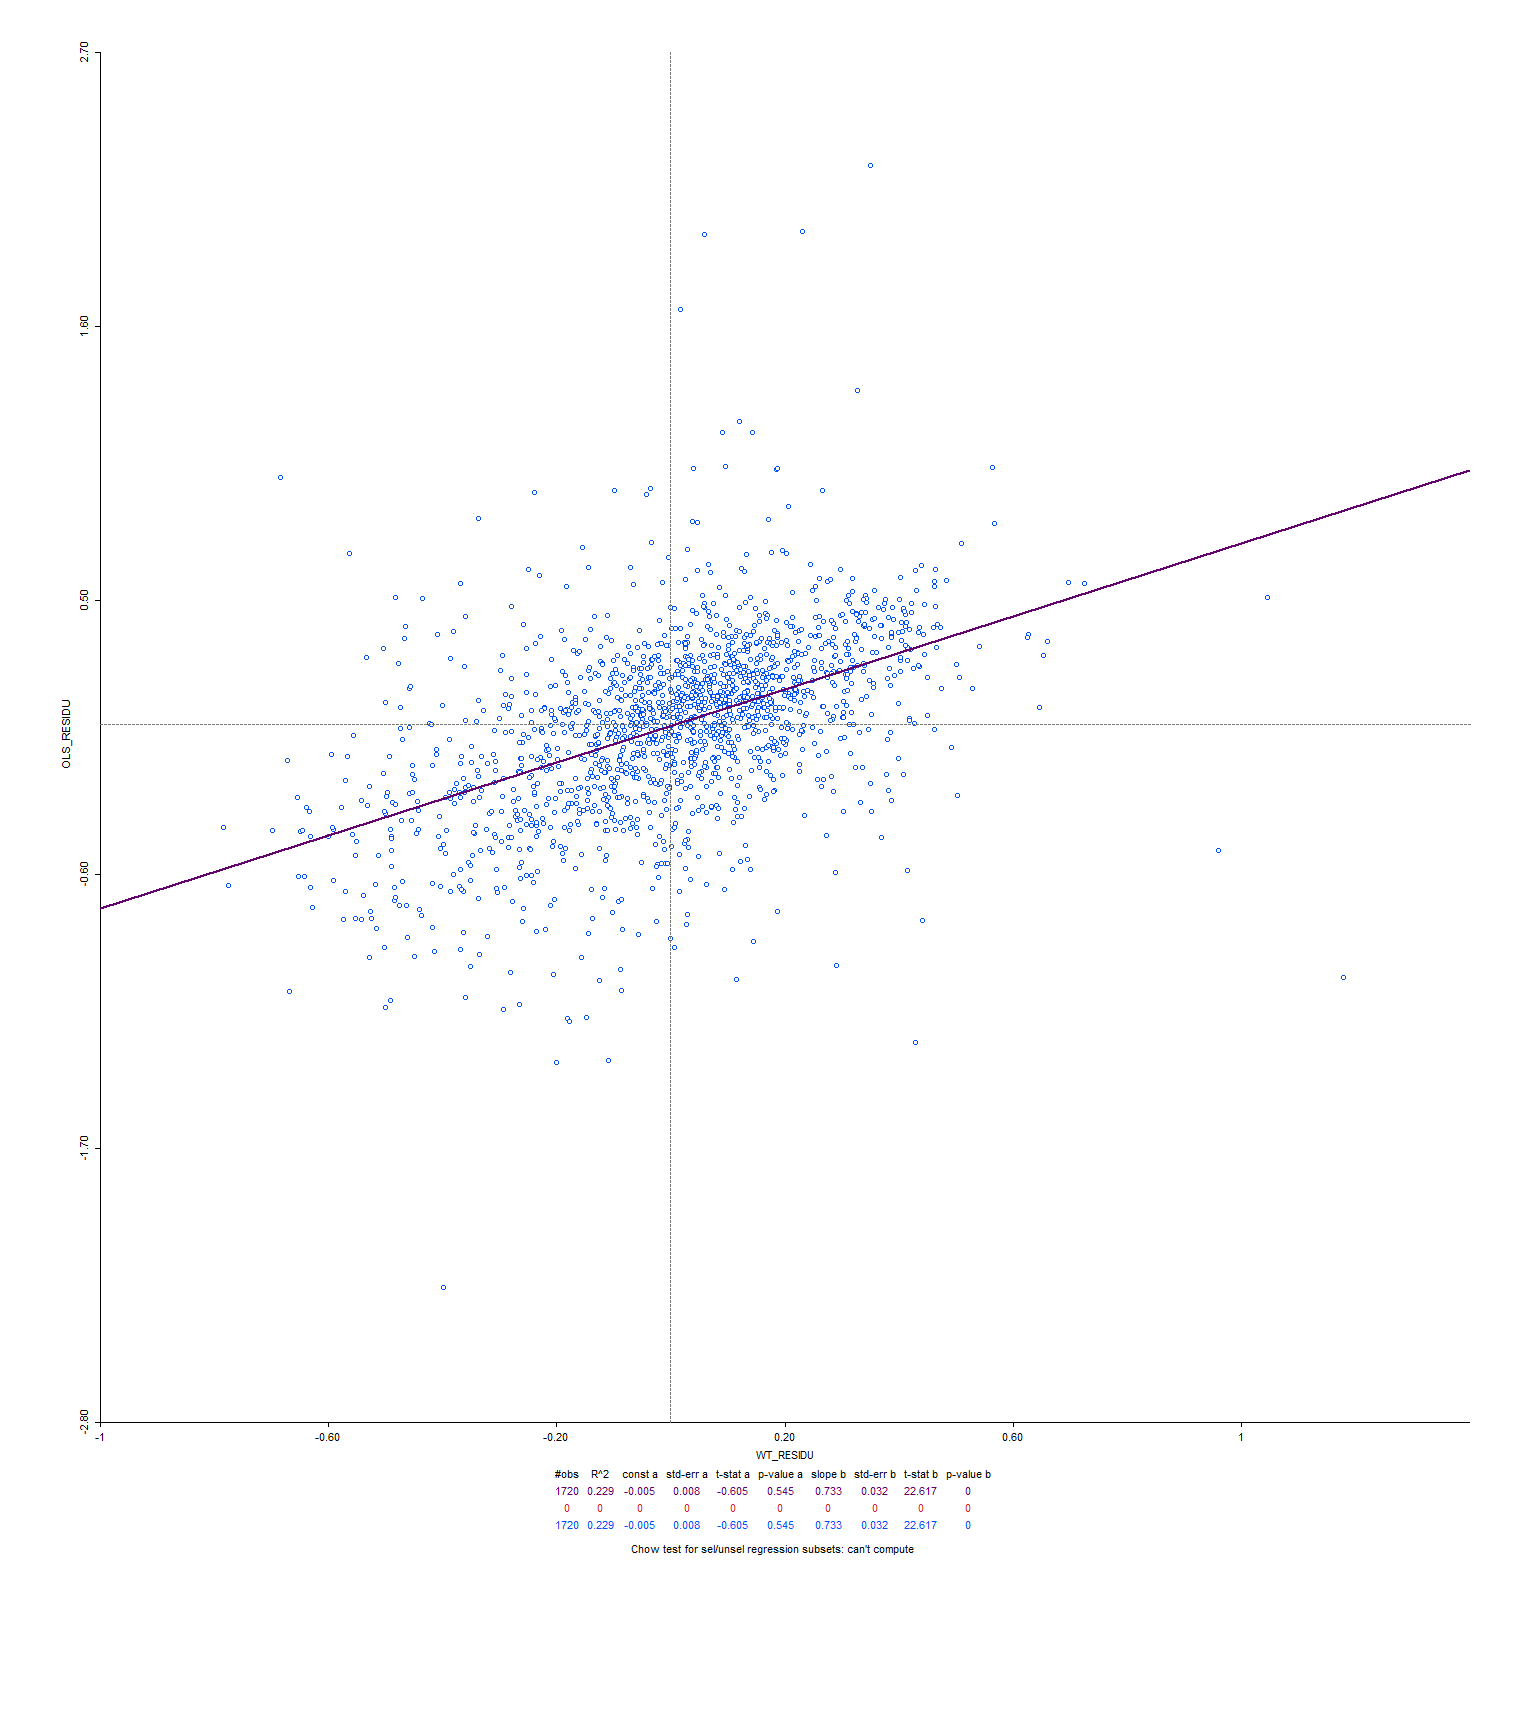 2.70
1.60
0.50
-0.60
-1.70
-2.80
OLS_RESIDU
-1 -0.60 -0.20 0.20 0.60 1
WT_RESIDU
#obs R^2 const a std-err a t-stat a p-value a slope b std-err b t-stat b p-value b
1720 0.229 -0.005 0.008 -0.605 0.545 0.733 0.032 22.617 0
0 0 0 0 0 0 0 0 0 0
1720 0.229 -0.005 0.008 -0.605 0.545 0.733 0.032 22.617 0
Chow test for sel/unsel regression subsets: can't compute